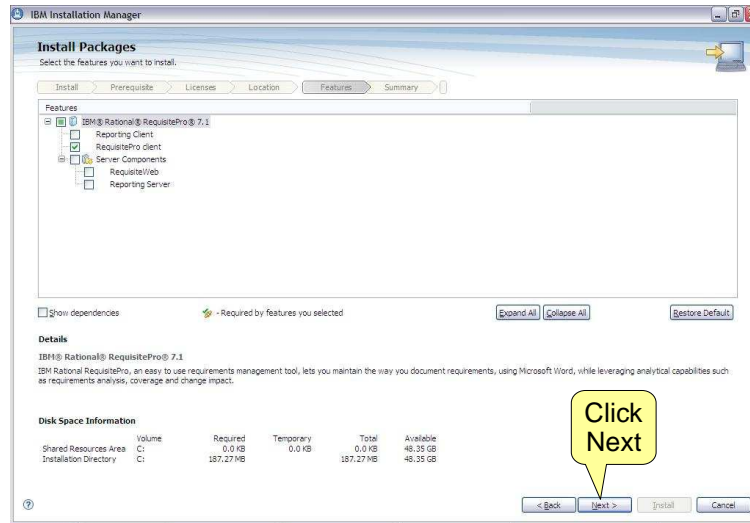 IBM Installation Manager
Install Packages
Select the features you want to install.
Install Prerequisite Licenses Location Features Summary
Features
IBM® Rational® RequisitePro® 7.1
Reporting Client
RequisitePro client
Server Components
RequisiteWeb
Reporting Server
Show dependencies - Required by features you selected Expand All Collapse All Restore Default
Details
IBM® Rational® RequisitePro® 7.1
IBM Rational RequisitePro, an easy to use requirements management tool, lets you maintain the way you document requirements, using Microsoft Word, while leveraging analytical capabilities such
as requirements analysis, coverage and change impact.
Disk Space Information
Volume Required Temporary Total Available
Shared Resources Area C: 0.0 KB 0.0 KB 0.0 KB 48.35 GB
Installation Directory C: 187.27 MB 187.27 MB 48.35 GB
Click
Next
? < Back Next > Install Cancel